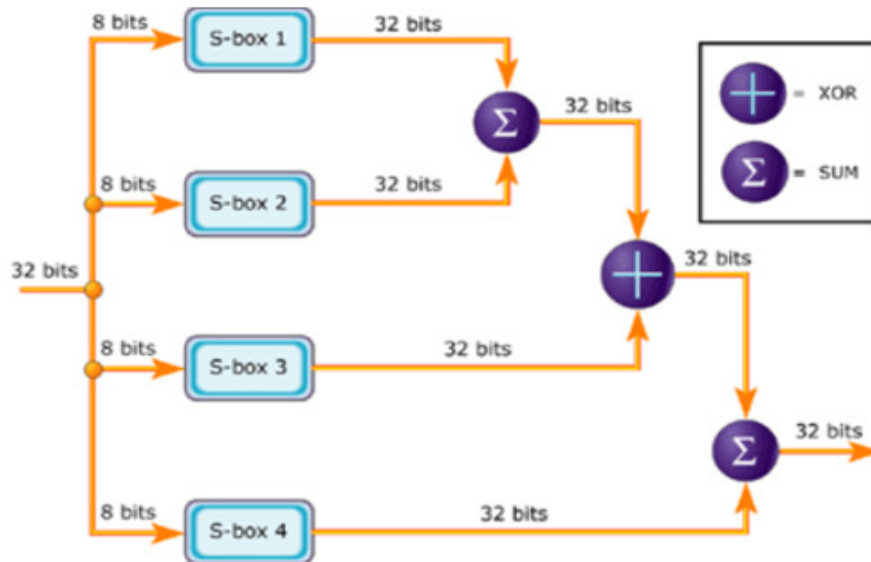 8 bits
S-box 1
32 bits
Σ
32 bits
+ = XOR
Σ = SUM
8 bits
S-box 2
32 bits
32 bits
+
32 bits
8 bits
S-box 3
32 bits
Σ
32 bits
8 bits
S-box 4
32 bits